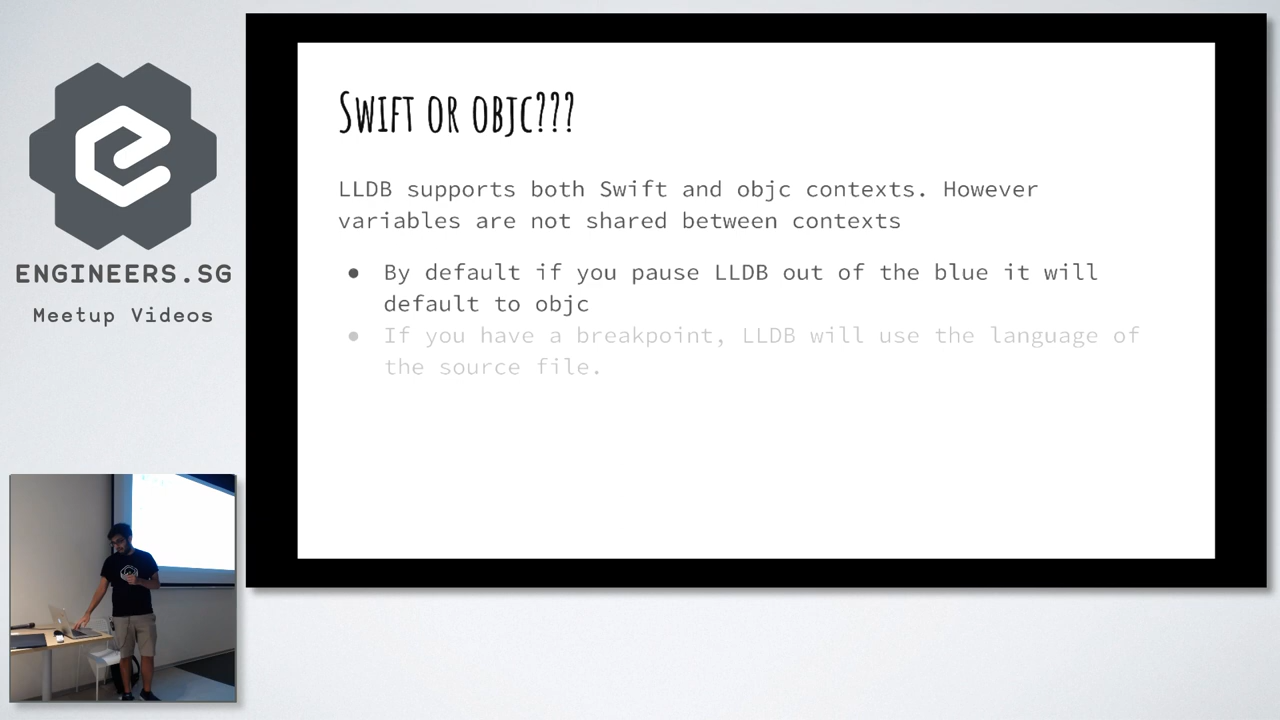 ENGINEERS.SG
Meetup Videos
SWIFT OR OBJC???
LLDB supports both Swift and objc contexts. However
variables are not shared between contexts
● By default if you pause LLDB out of the blue it will
default to objc
● If you have a breakpoint, LLDB will use the language of
the source file.